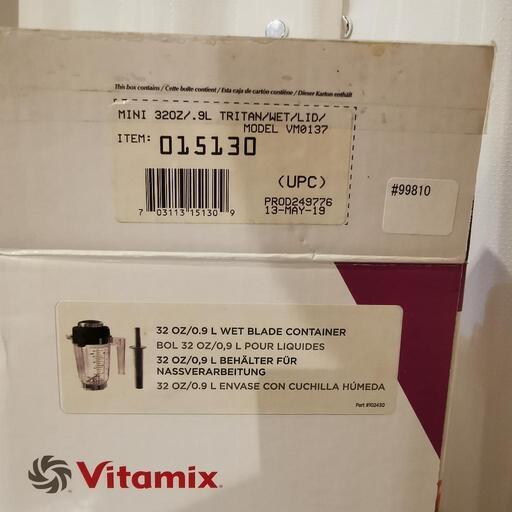 This box contains / Cette boîte contient / Esta caja de cartón contiene / Dieser Karton enthält
MINI 32OZ/.9L TRITAN/WET/LID/
MODEL VM0137
ITEM: 015130
(UPC)
7 03113 15130 9
PROD249776
13-MAY-19
#99810
32 OZ/0.9 L WET BLADE CONTAINER
BOL 32 OZ/0,9 L POUR LIQUIDES
32 OZ/0,9 L BEHÄLTER FÜR
NASSVERARBEITUNG
32 OZ/0.9 L ENVASE CON CUCHILLA HÚMEDA
Part #102430
Vitamix.